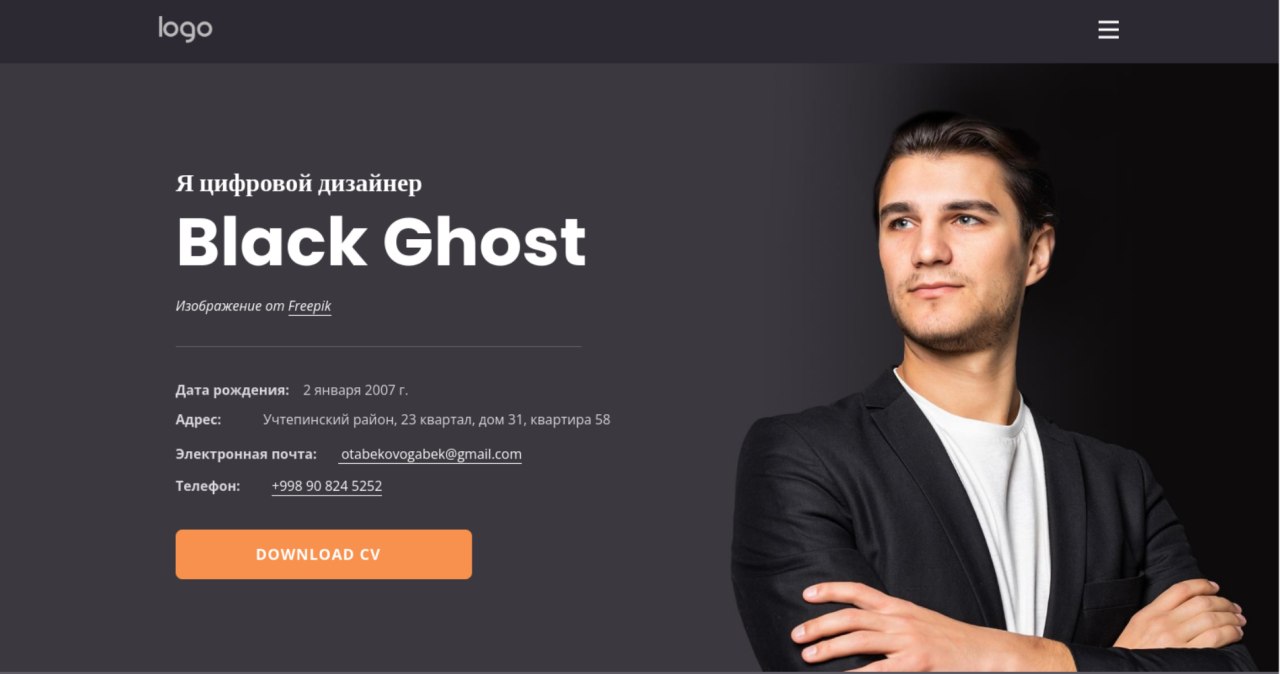 logo
Я цифровой дизайнер
Black Ghost
Изображение от Freepik
Дата рождения: 2 января 2007 г.
Адрес: Учтепинский район, 23 квартал, дом 31, квартира 58
Электронная почта: otabekovogabek@gmail.com
Телефон: +998 90 824 5252
DOWNLOAD CV